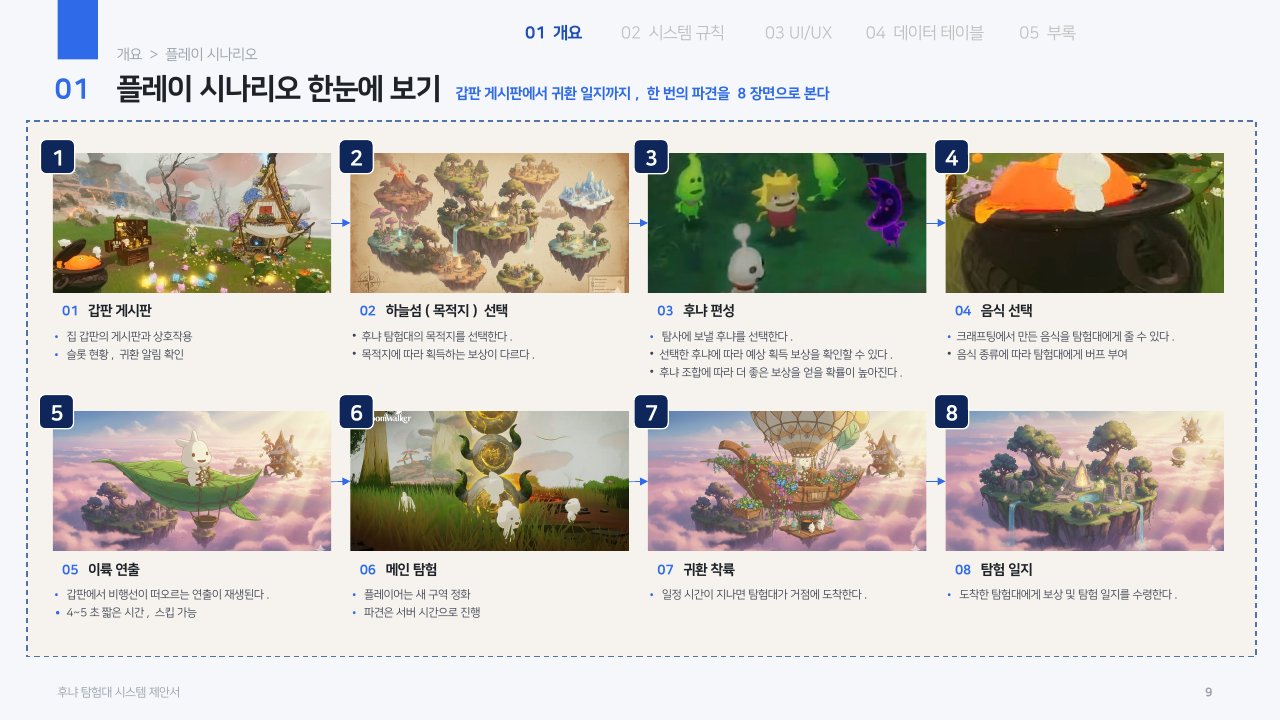 01 개요
02 시스템 규칙
03 UI/UX
04 데이터 테이블
05 부록
개요 > 플레이 시나리오
01 플레이 시나리오 한눈에 보기 갑판 게시판에서 귀환 일지까지 , 한 번의 파견을 8 장면으로 본다
1
2
3
4
01 갑판 게시판
• 집 갑판의 게시판과 상호작용
• 슬롯 현황 , 귀환 알림 확인
02 하늘섬 ( 목적지 ) 선택
• 후냐 탐험대의 목적지를 선택한다 .
• 목적지에 따라 획득하는 보상이 다르다 .
03 후냐 편성
• 탐사에 보낼 후냐를 선택한다 .
• 선택한 후냐에 따라 예상 획득 보상을 확인할 수 있다 .
• 후냐 조합에 따라 더 좋은 보상을 얻을 확률이 높아진다 .
04 음식 선택
• 크래프팅에서 만든 음식을 탐험대에게 줄 수 있다 .
• 음식 종류에 따라 탐험대에게 버프 부여
5
6
7
8
05 이륙 연출
• 갑판에서 비행선이 떠오르는 연출이 재생된다 .
• 4~5 초 짧은 시간 , 스킵 가능
06 메인 탐험
• 플레이어는 새 구역 정화
• 파견은 서버 시간으로 진행
07 귀환 착륙
• 일정 시간이 지나면 탐험대가 거점에 도착한다 .
08 탐험 일지
• 도착한 탐험대에게 보상 및 탐험 일지를 수령한다 .
후냐 탐험대 시스템 제안서
9